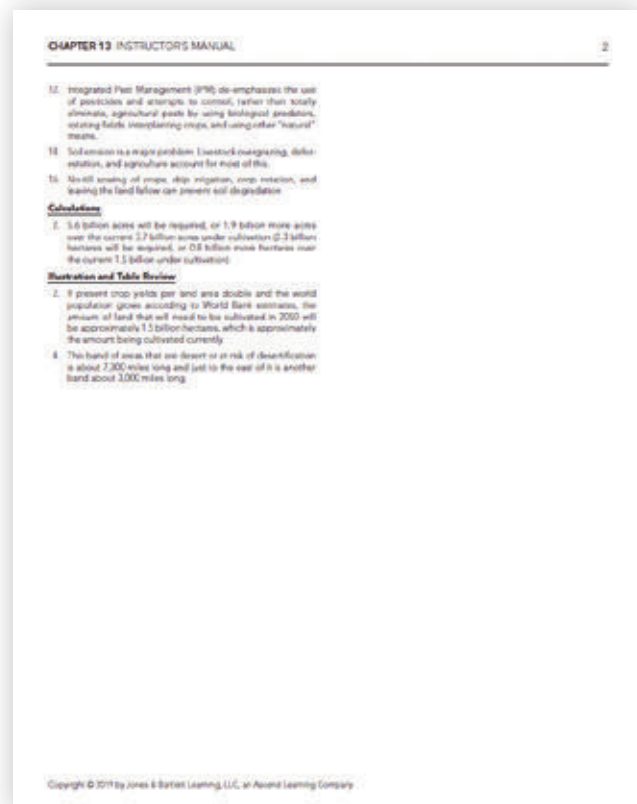 CHAPTER 13 INSTRUCTOR'S MANUAL 2
12. Integrated Pest Management (IPM) de-emphasizes the use
of pesticides and attempts to control, rather than totally
eliminate, agricultural pests by using biological predators,
rotating fields, interplanting crops, and using other "natural"
means.
14. Soil erosion is a major problem. Livestock overgrazing, defor-
estation, and agriculture account for most of this.
16. No-till sowing of crops, drip irrigation, crop rotation, and
leaving the land fallow can prevent soil degradation.
Calculations
2. 5.6 billion acres will be required, or 1.9 billion more acres
over the current 3.7 billion acres under cultivation (2.3 billion
hectares will be required, or 0.8 billion more hectares over
the current 1.5 billion under cultivation)
Illustration and Table Review
2. If present crop yields per land area double and the world
population grows according to World Bank estimates, the
amount of land that will need to be cultivated in 2050 will
be approximately 1.5 billion hectares, which is approximately
the amount being cultivated currently.
4. This band of areas that are desert or at risk of desertification
is about 7,300 miles long and just to the east of it is another
band about 3,000 miles long.
Copyright © 2019 by Jones & Bartlett Learning, LLC, an Ascend Learning Company